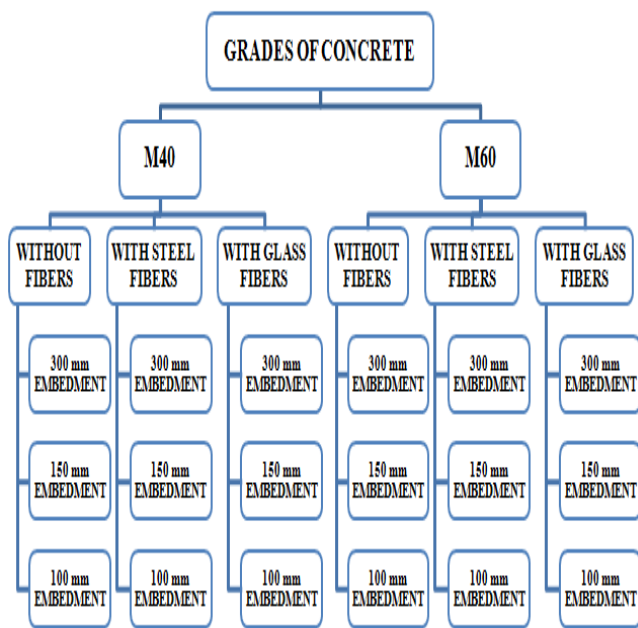 GRADES OF CONCRETE
M40
M60
WITHOUT
FIBERS
WITH STEEL
FIBERS
WITH GLASS
FIBERS
WITHOUT
FIBERS
WITH STEEL
FIBERS
WITH GLASS
FIBERS
300 mm
EMBEDMENT
300 mm
EMBEDMENT
300 mm
EMBEDMENT
300 mm
EMBEDMENT
300 mm
EMBEDMENT
300 mm
EMBEDMENT
150 mm
EMBEDMENT
150 mm
EMBEDMENT
150 mm
EMBEDMENT
150 mm
EMBEDMENT
150 mm
EMBEDMENT
150 mm
EMBEDMENT
100 mm
EMBEDMENT
100 mm
EMBEDMENT
100 mm
EMBEDMENT
100 mm
EMBEDMENT
100 mm
EMBEDMENT
100 mm
EMBEDMENT